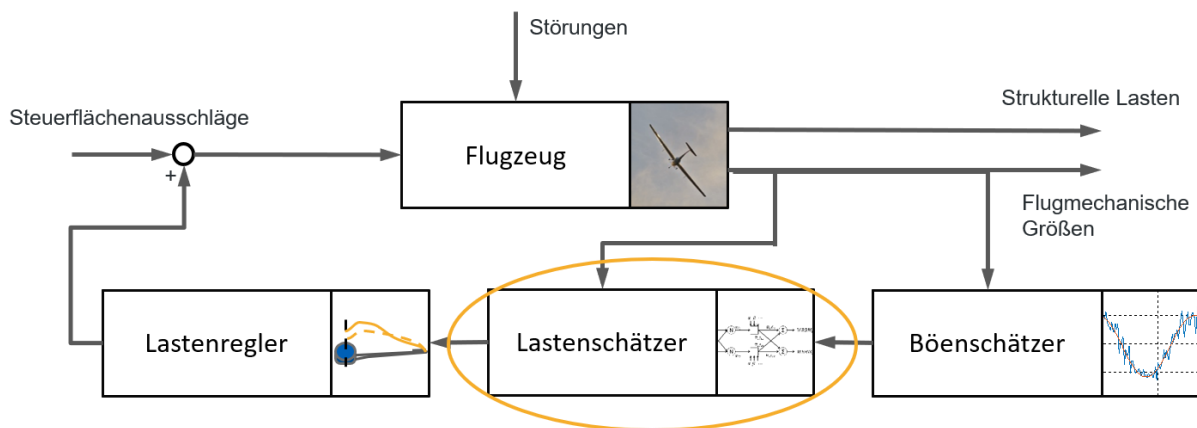 Störungen
Steuerflächenausschläge
Strukturelle Lasten
Flugzeug
+
Flugmechanische
Größen
Lastenregler
Lastenschätzer
Böenschätzer